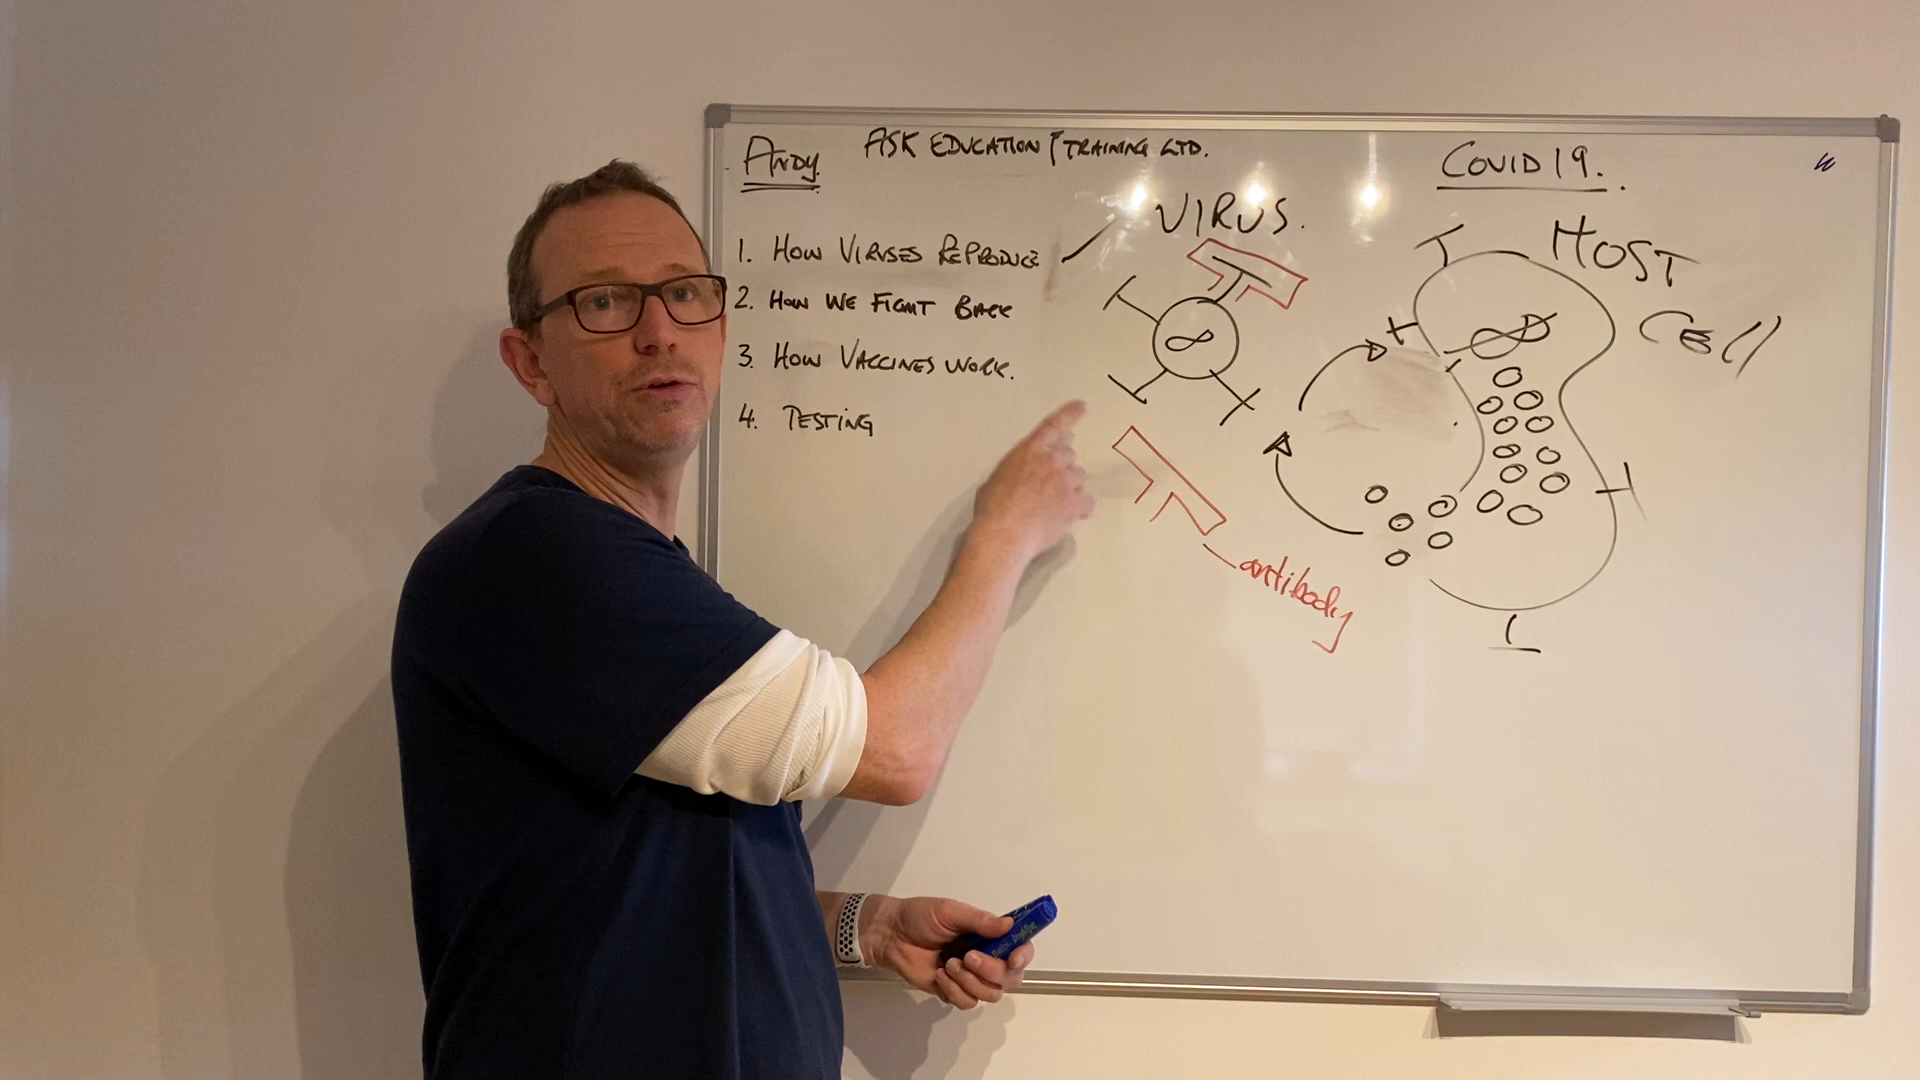 Andy.
ASK EDUCATION & TRAINING LTD.
COVID 19.
1. HOW VIRUSES REPRODUCE
2. HOW WE FIGHT BACK
3. HOW VACCINES WORK.
4. TESTING
VIRUS.
HOST
CELL
antibody